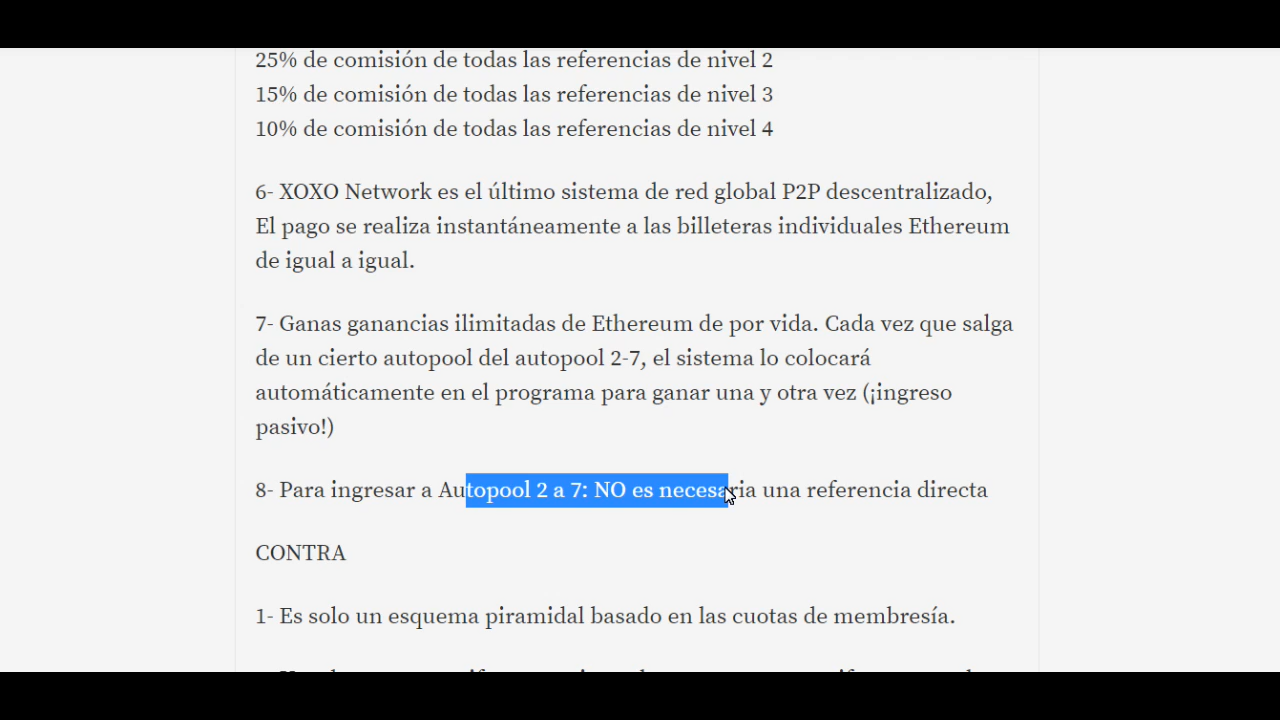 25% de comisión de todas las referencias de nivel 2
15% de comisión de todas las referencias de nivel 3
10% de comisión de todas las referencias de nivel 4
6- XOXO Network es el último sistema de red global P2P descentralizado,
El pago se realiza instantáneamente a las billeteras individuales Ethereum
de igual a igual.
7- Ganas ganancias ilimitadas de Ethereum de por vida. Cada vez que salga
de un cierto autopool del autopool 2-7, el sistema lo colocará
automáticamente en el programa para ganar una y otra vez (¡ingreso
pasivo!)
8- Para ingresar a Autopool 2 a 7: NO es necesaria una referencia directa
CONTRA
1- Es solo un esquema piramidal basado en las cuotas de membresía.